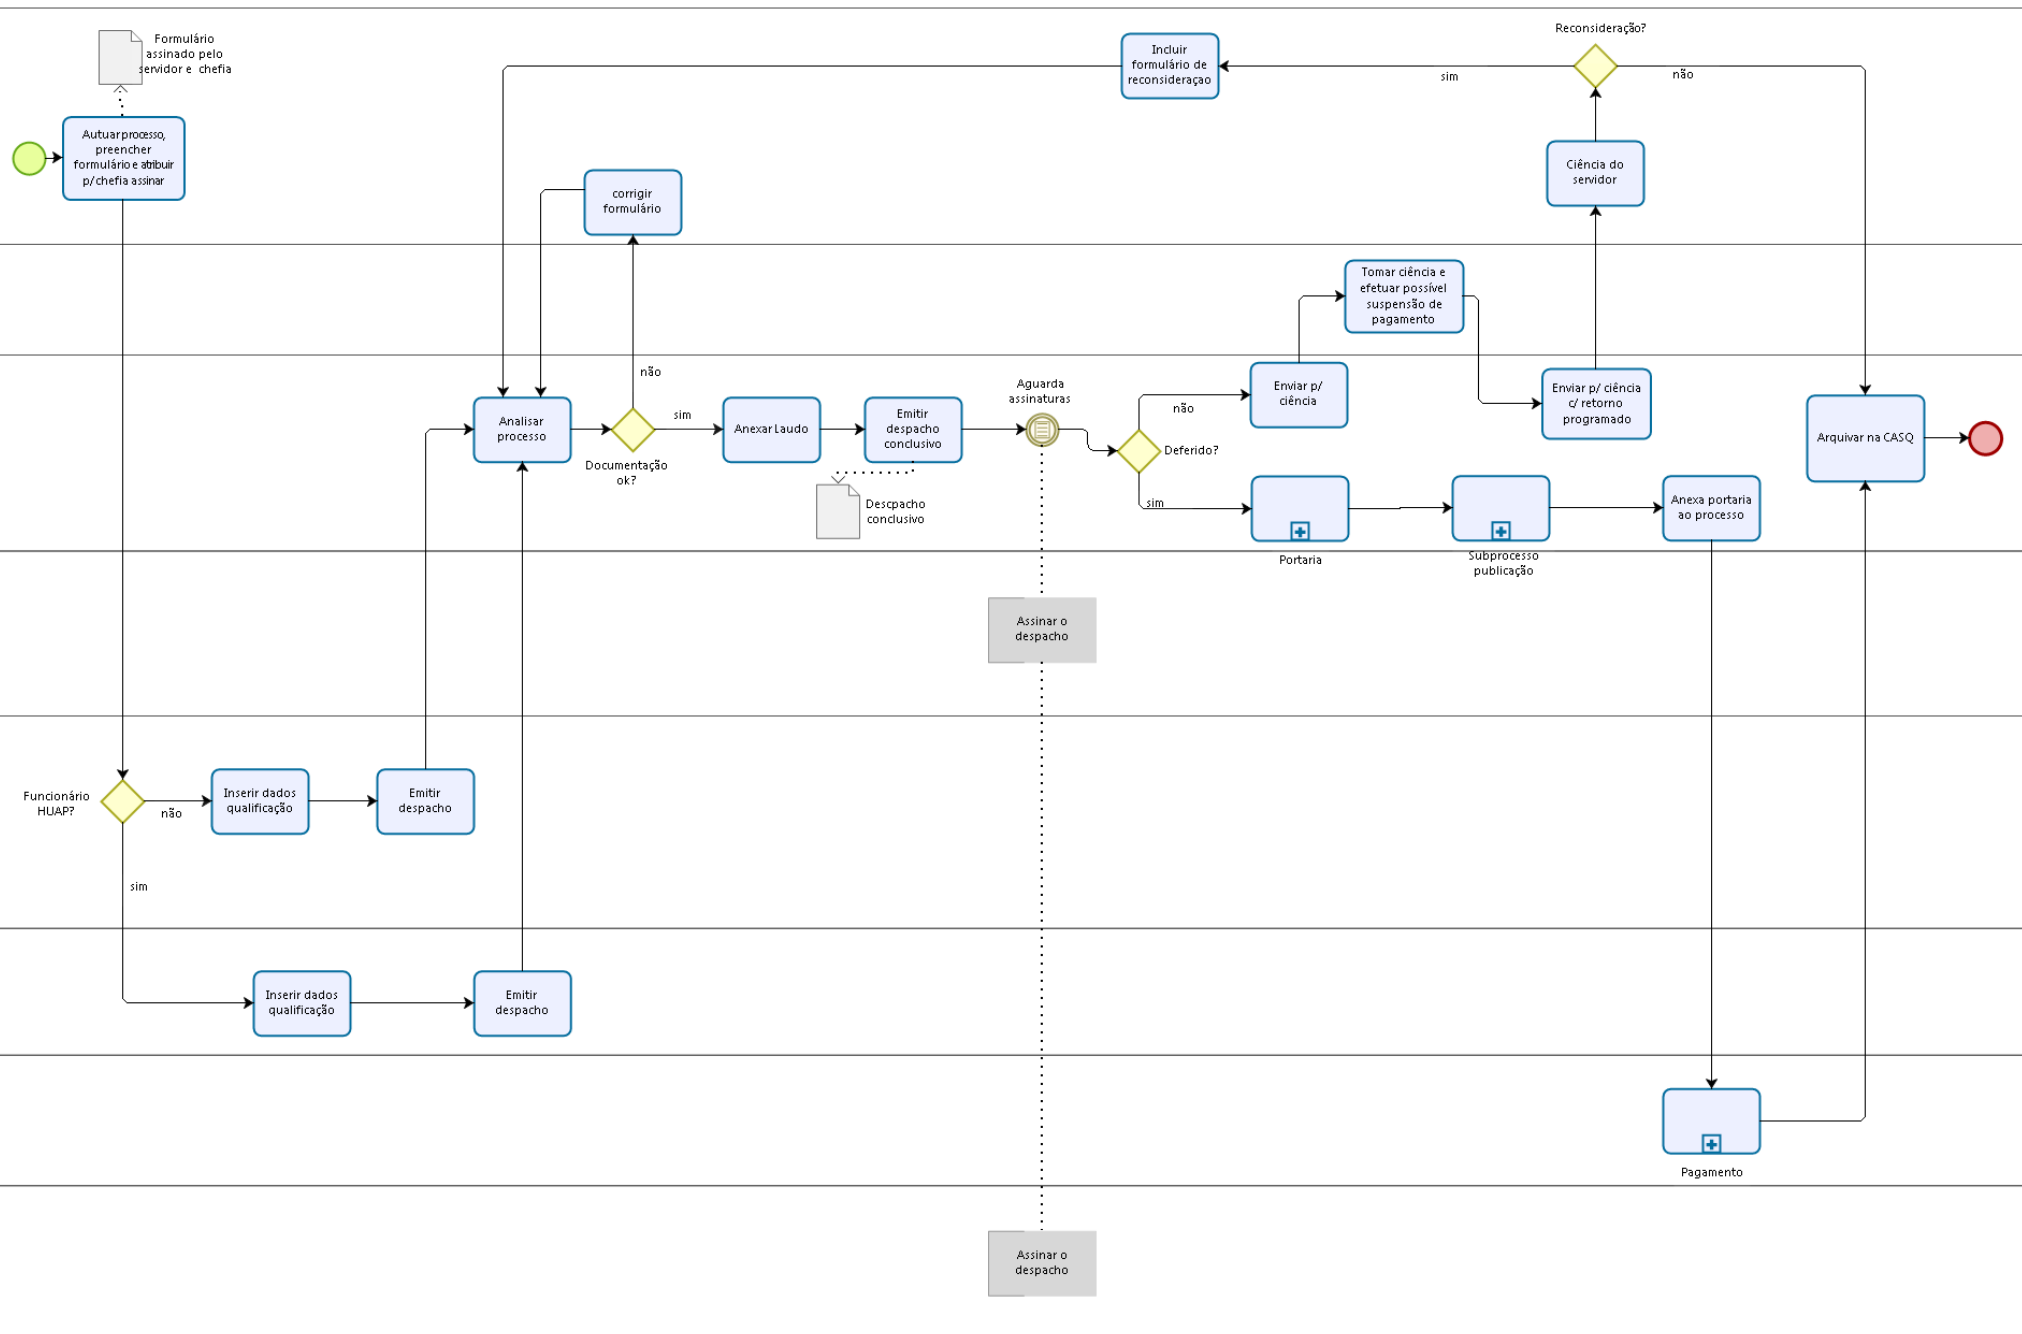 Formulário
assinado pelo
servidor e chefia
Autuar processo,
preencher
formulário e atribuir
p/ chefia assinar
Incluir
formulário de
reconsideraçao
sim
Reconsideração?
não
Ciência do
servidor
corrigir
formulário
Tomar ciência e
efetuar possível
suspensão de
pagamento
não
Analisar
processo
Documentação
ok?
sim
Anexar Laudo
Emitir
despacho
conclusivo
Descpacho
conclusivo
Aguarda
assinaturas
Deferido?
não
Enviar p/
ciência
Enviar p/ ciência
c/ retorno
programado
sim
Portaria
Subprocesso
publicação
Anexa portaria
ao processo
Arquivar na CASQ
Assinar o
despacho
Funcionário
HUAP?
não
Inserir dados
qualificação
Emitir
despacho
sim
Inserir dados
qualificação
Emitir
despacho
Pagamento
Assinar o
despacho